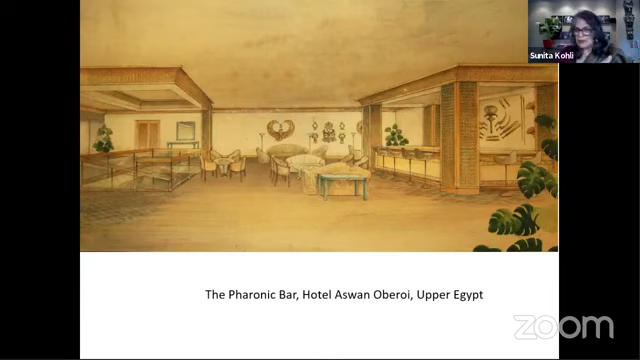 Sunita Kohli
The Pharonic Bar, Hotel Aswan Oberoi, Upper Egypt
zoom